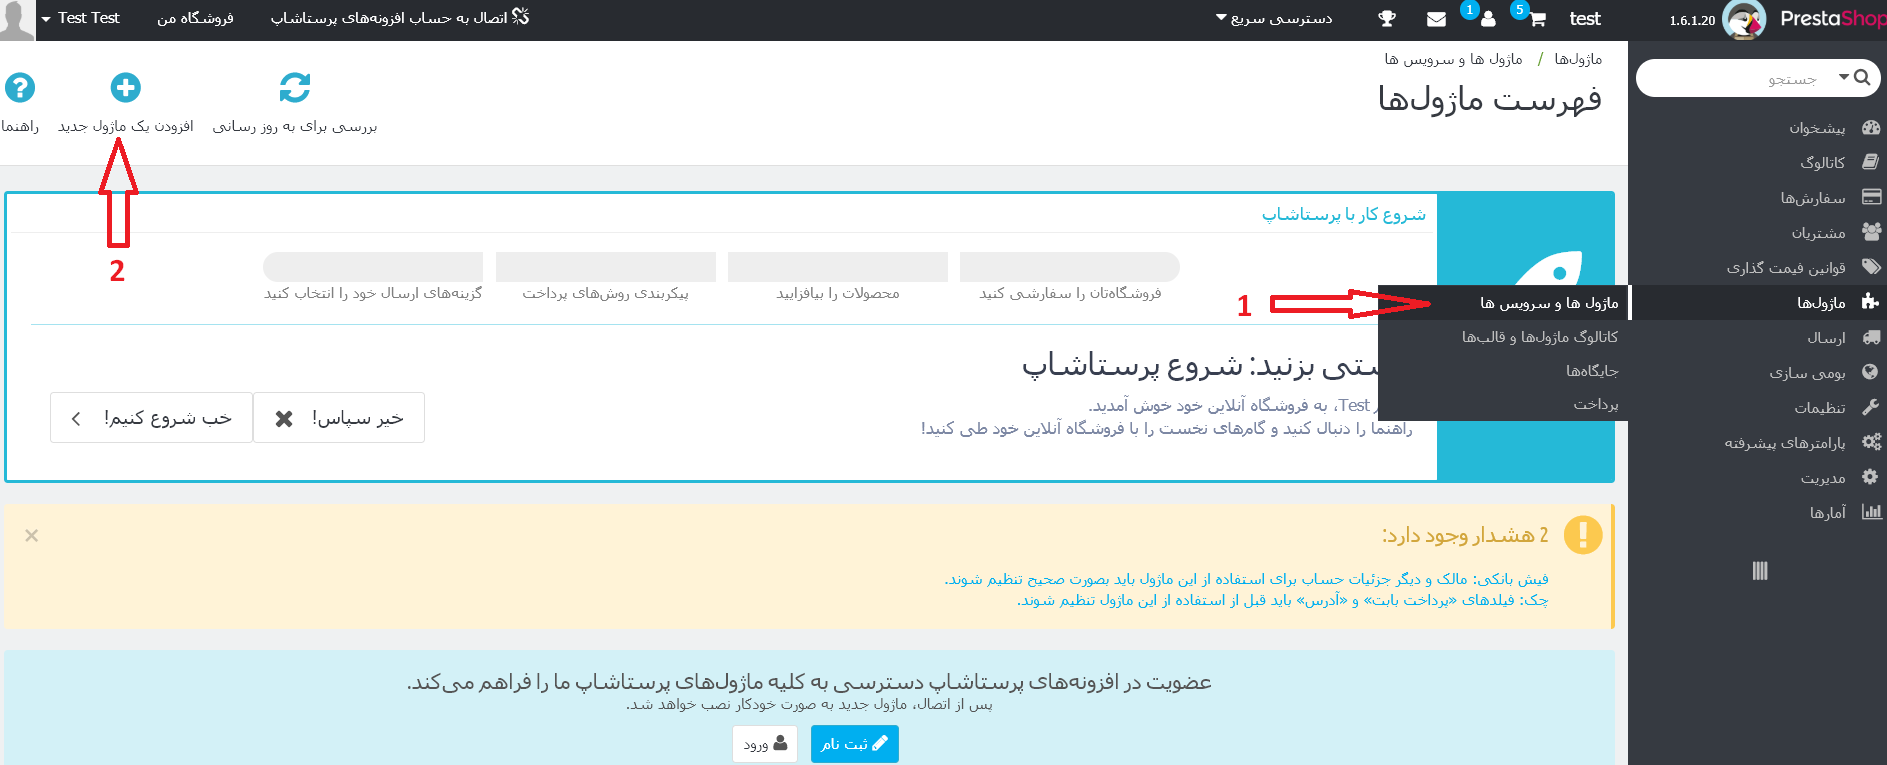 PrestaShop 1.6.1.20 test 5 1 دسترسی سریع اتصال به حساب افزونه‌های پرستاشاپ فروشگاه من Test Test
جستجو
پیشخوان
کاتالوگ
سفارش‌ها
مشتریان
قوانین قیمت گذاری
ماژول‌ها
ارسال
بومی سازی
تنظیمات
پارامترهای پیشرفته
مدیریت
آمارها
ماژول ها و سرویس ها
کاتالوگ ماژول‌ها و قالب‌ها
جایگاه‌ها
پرداخت
ماژول‌ها / ماژول ها و سرویس ها
فهرست ماژول‌ها
بررسی برای به روز رسانی
افزودن یک ماژول جدید
راهنما
2
1
شروع کار با پرستاشاپ
فروشگاه‌تان را سفارشی کنید
محصولات را بیافزایید
پیکربندی روش‌های پرداخت
گزینه‌های ارسال خود را انتخاب کنید
ستی بزنید: شروع پرستاشاپ
Test، به فروشگاه آنلاین خود خوش آمدید.
راهنما را دنبال کنید و گام‌های نخست را با فروشگاه آنلاین خود طی کنید!
خیر سپاس!
خب شروع کنیم!
2 هشدار وجود دارد:
فیش بانکی: مالک و دیگر جزئیات حساب برای استفاده از این ماژول باید بصورت صحیح تنظیم شوند.
چک: فیلدهای «پرداخت بابت» و «آدرس» باید قبل از استفاده از این ماژول تنظیم شوند.
عضویت در افزونه‌های پرستاشاپ دسترسی به کلیه ماژول‌های پرستاشاپ ما را فراهم می‌کند.
پس از اتصال، ماژول جدید به صورت خودکار نصب خواهد شد.
ثبت نام
ورود